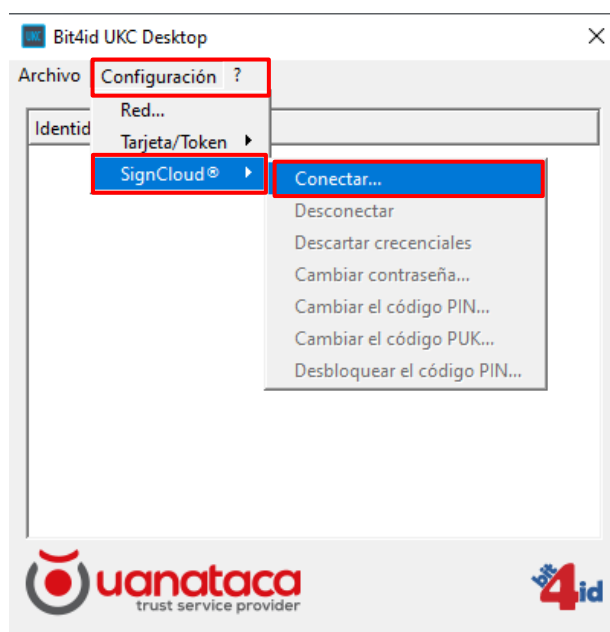 UKC Bit4id UKC Desktop
Archivo Configuración ?
Identid
Red...
Tarjeta/Token
SignCloud®
Conectar...
Desconectar
Descartar crecenciales
Cambiar contraseña...
Cambiar el código PIN...
Cambiar el código PUK...
Desbloquear el código PIN...
uanataca
trust service provider
bit4id